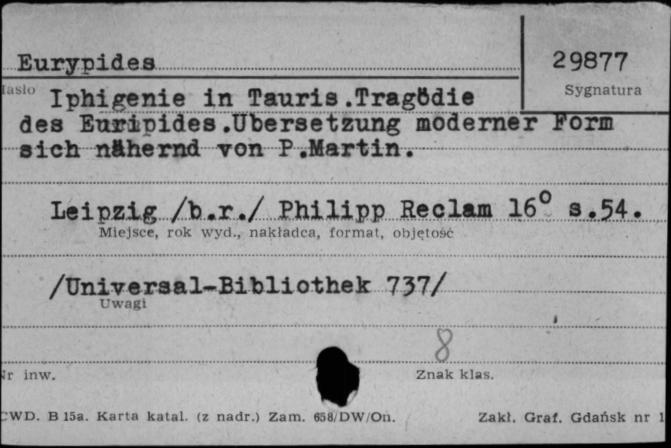 Eurypides 29877
Hasło Sygnatura
Iphigenie in Tauris.Tragödie
des Euripides.Übersetzung moderner Form
sich nähernd von P.Martin.
Leipzig /b.r./ Philipp Reclam 16° s.54.
Miejsce, rok wyd., nakładca, format, objętość
/Universal-Bibliothek 737/
Uwagi
8
Nr inw. Znak klas.
CWD. B 15a. Karta katal. (z nadr.) Zam. 658/DW/On. Zakł. Graf. Gdańsk nr 1